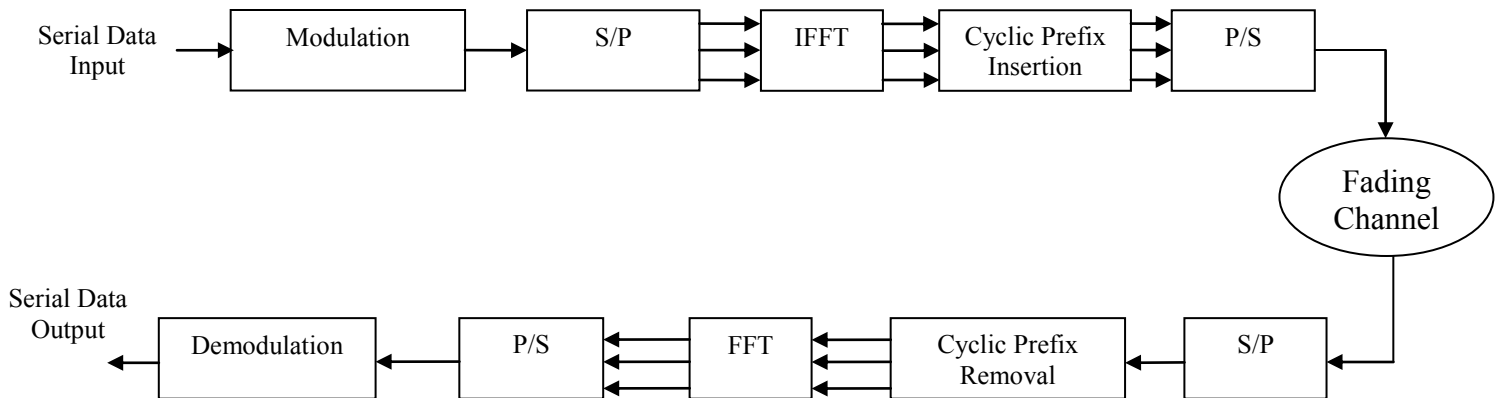 Serial Data
Input
Modulation
S/P
IFFT
Cyclic Prefix
Insertion
P/S
Fading
Channel
Serial Data
Output
Demodulation
P/S
FFT
Cyclic Prefix
Removal
S/P